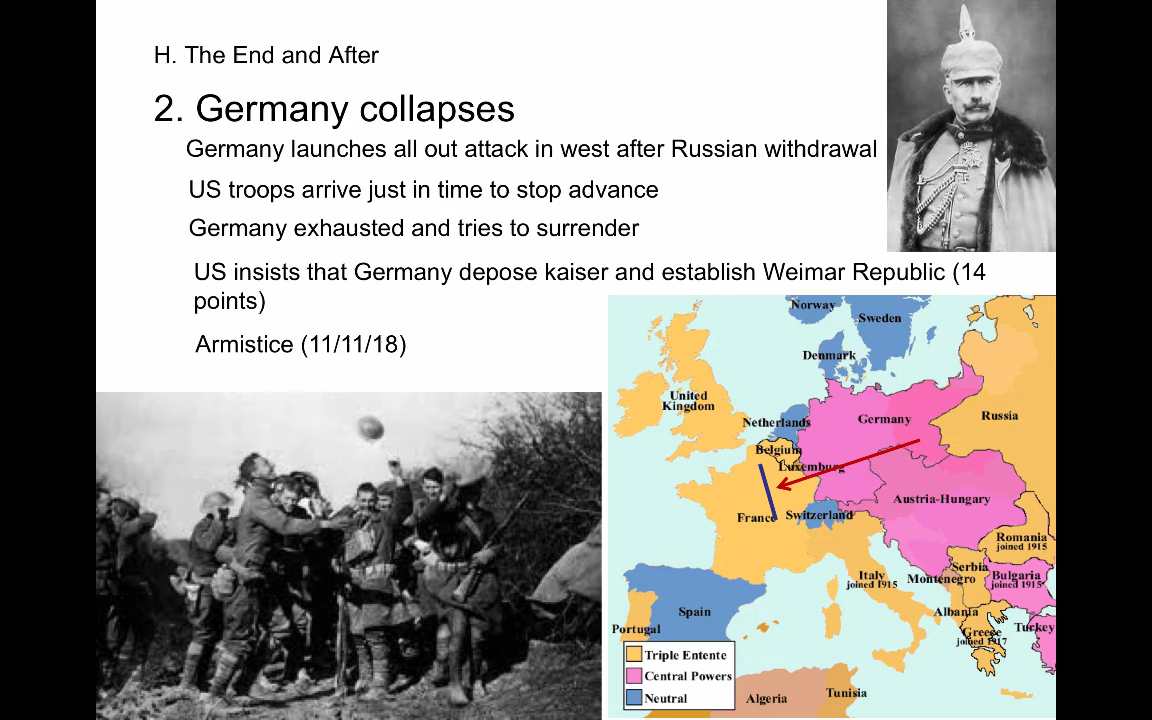 H. The End and After
2. Germany collapses
Germany launches all out attack in west after Russian withdrawal
US troops arrive just in time to stop advance
Germany exhausted and tries to surrender
US insists that Germany depose kaiser and establish Weimar Republic (14
points)
Armistice (11/11/18)
Norway
Sweden
Denmark
United
Kingdom
Netherlands
Germany
Russia
Belgium
Luxemburg
Austria-Hungary
France
Switzerland
Romania
joined 1915
Serbia
Italy
joined 1915
Montenegro
Bulgaria
joined 1915
Albania
Spain
Portugal
Greece
joined 1917
Turkey
Triple Entente
Central Powers
Neutral
Algeria
Tunisia